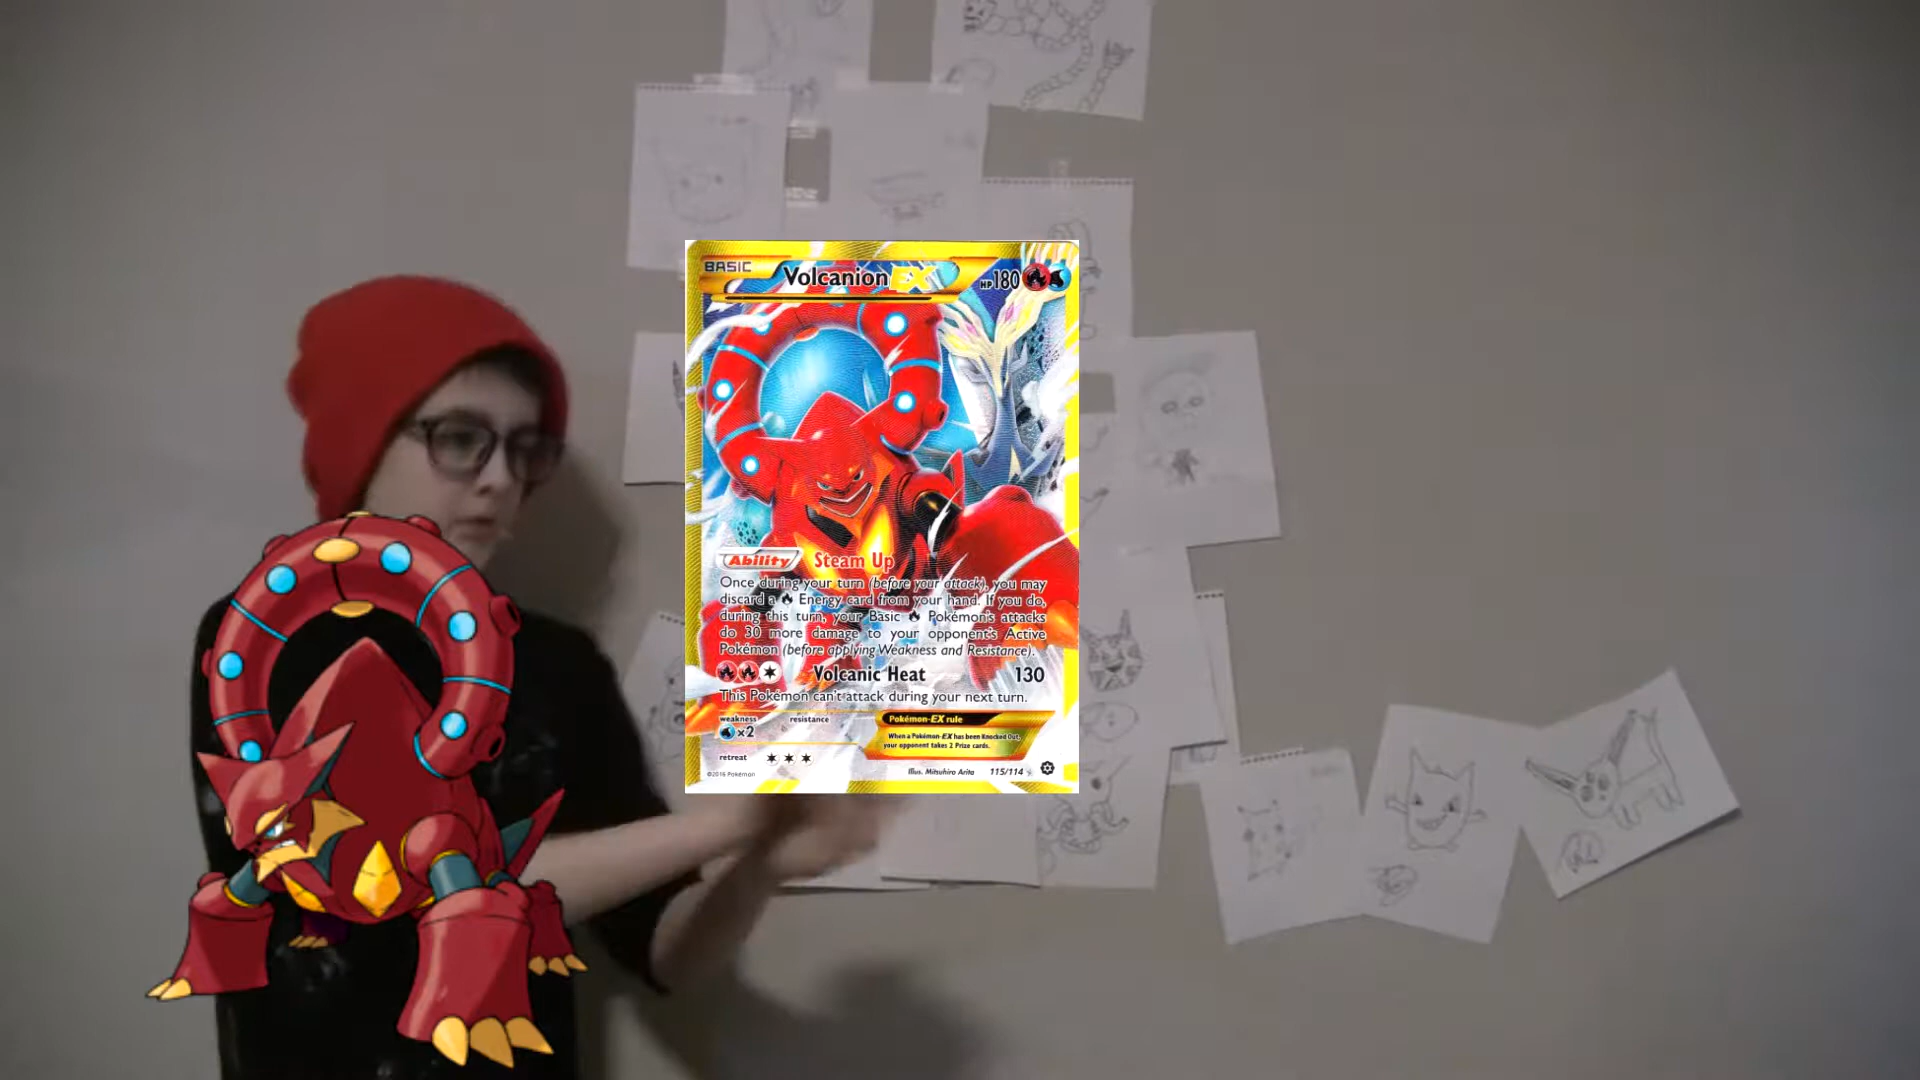 BASIC Volcanion EX HP180
Ability Steam Up
Once during your turn (before your attack), you may
discard a Energy card from your hand. If you do,
during this turn, your Basic Pokémon's attacks
do 30 more damage to your opponent's Active
Pokémon (before applying Weakness and Resistance).
Volcanic Heat 130
This Pokémon can't attack during your next turn.
weakness resistance
×2
Pokémon-EX rule
When a Pokémon-EX has been Knocked Out,
your opponent takes 2 Prize cards.
retreat
©2016 Pokémon Illus. Mitsuhiro Arita 115/114